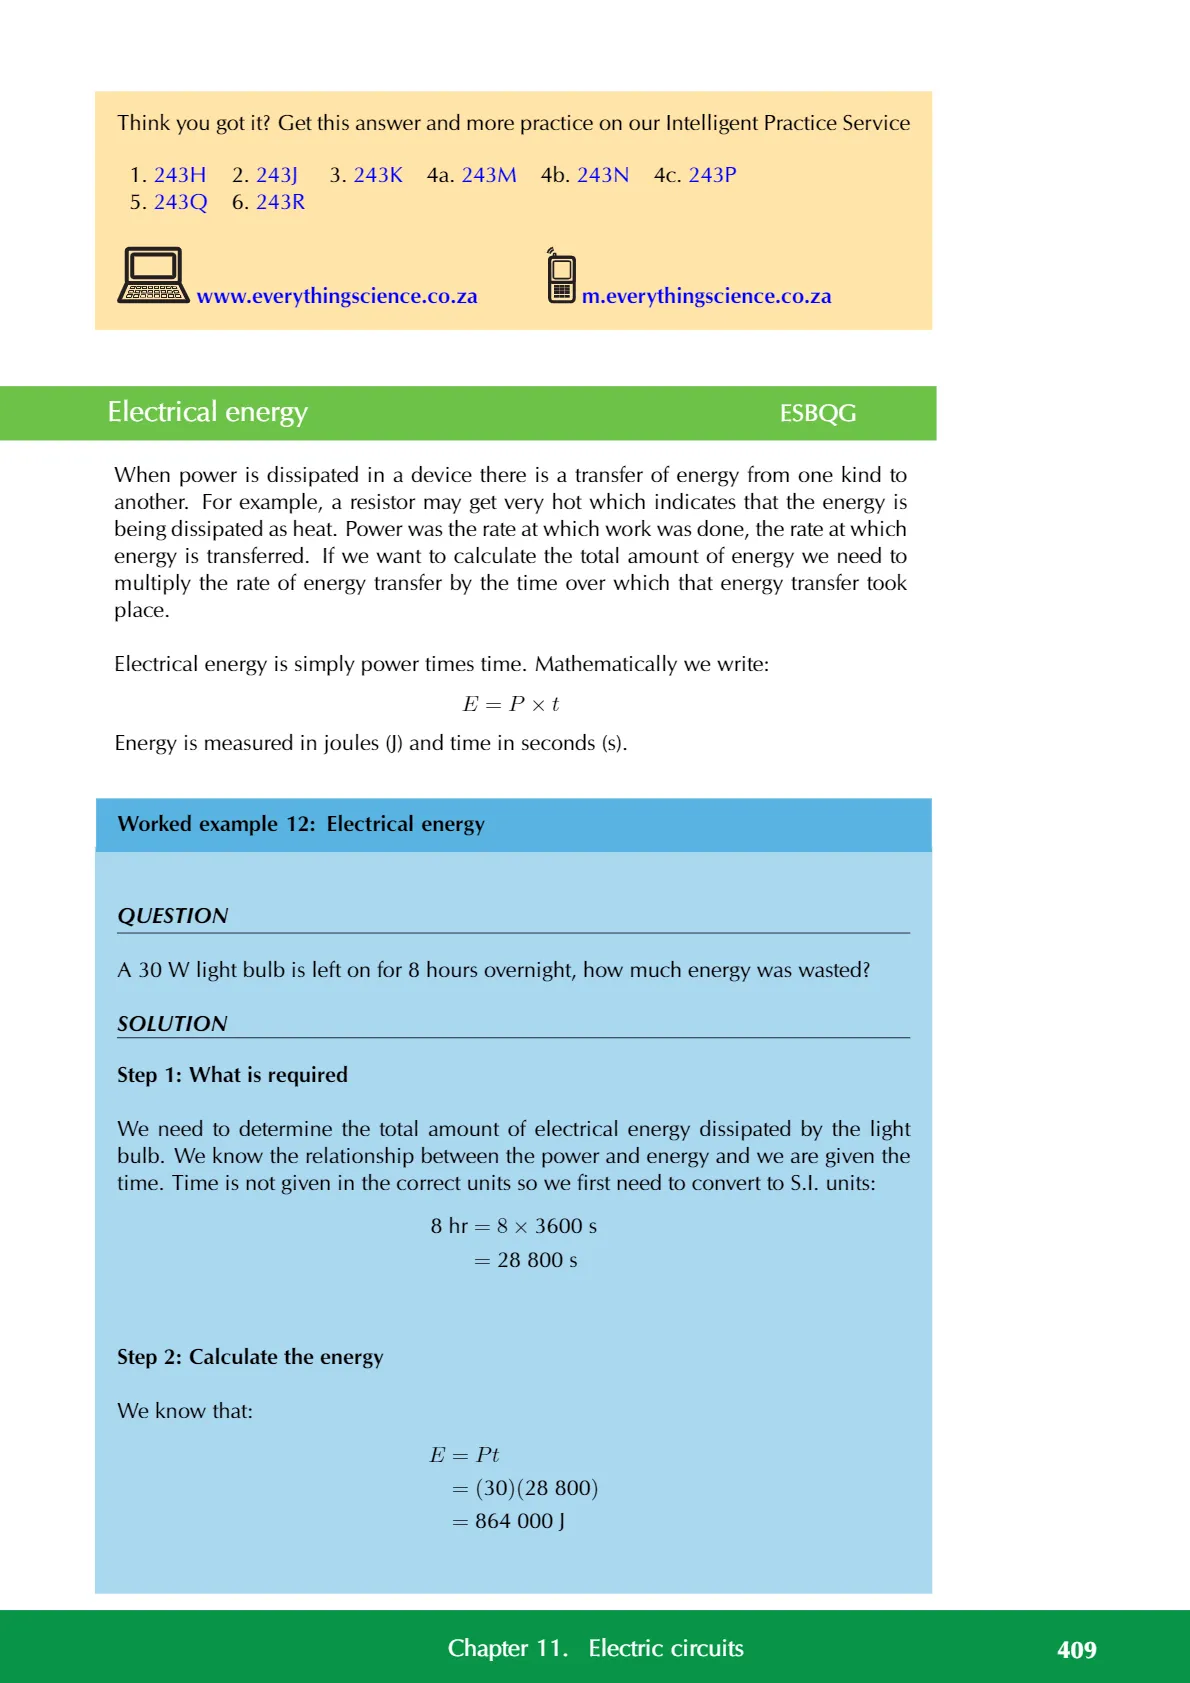 Think you got it? Get this answer and more practice on our Intelligent Practice Service
1. 243H 2. 243J 3. 243K 4a. 243M 4b. 243N 4c. 243P
5. 243Q 6. 243R
www.everythingscience.co.za m.everythingscience.co.za
Electrical energy ESBQG
When power is dissipated in a device there is a transfer of energy from one kind to
another. For example, a resistor may get very hot which indicates that the energy is
being dissipated as heat. Power was the rate at which work was done, the rate at which
energy is transferred. If we want to calculate the total amount of energy we need to
multiply the rate of energy transfer by the time over which that energy transfer took
place.
Electrical energy is simply power times time. Mathematically we write:
E = P × t
Energy is measured in joules (J) and time in seconds (s).
Worked example 12: Electrical energy
QUESTION
A 30 W light bulb is left on for 8 hours overnight, how much energy was wasted?
SOLUTION
Step 1: What is required
We need to determine the total amount of electrical energy dissipated by the light
bulb. We know the relationship between the power and energy and we are given the
time. Time is not given in the correct units so we first need to convert to S.I. units:
8 hr = 8 × 3600 s
= 28 800 s
Step 2: Calculate the energy
We know that:
E = Pt
= (30)(28 800)
= 864 000 J
Chapter 11. Electric circuits 409